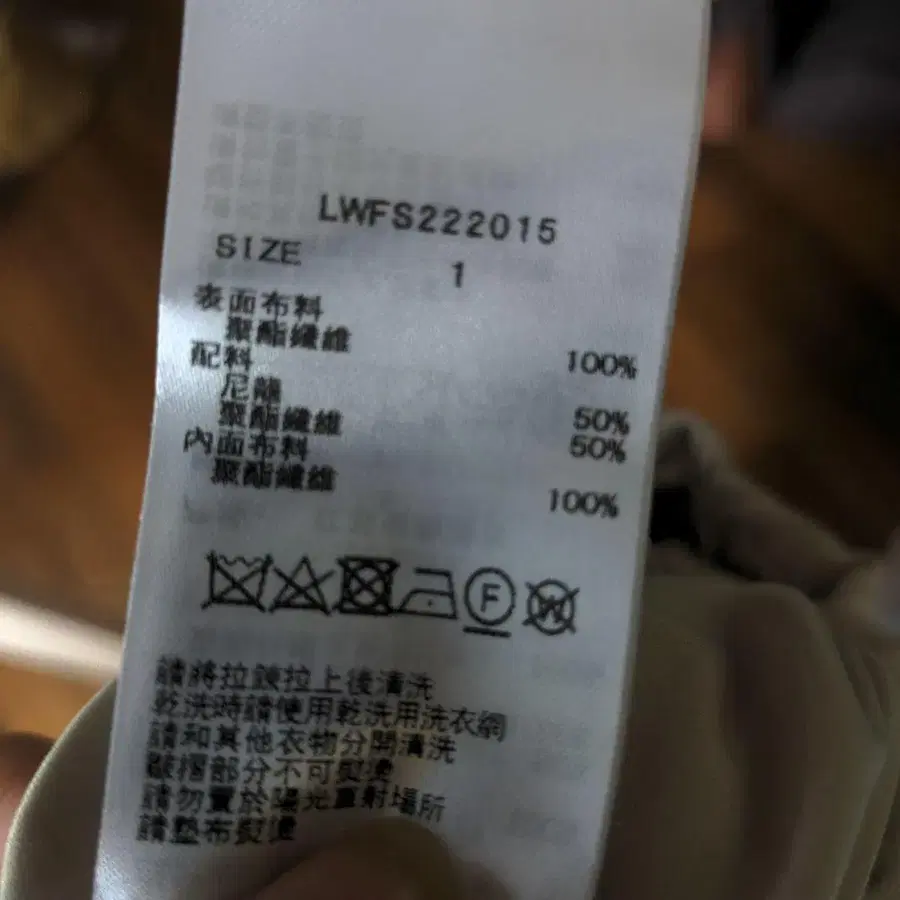 LWFS222015
SIZE 1
表面布料
聚酯纖維 100%
配料
尼龍 50%
聚酯纖維 50%
內面布料
聚酯纖維 100%
F W
請將拉鍊拉上後清洗
乾洗時請使用乾洗用洗衣網
請和其他衣物分開清洗
皺摺部分不可熨燙
請勿置於陽光直射場所
請墊布熨燙